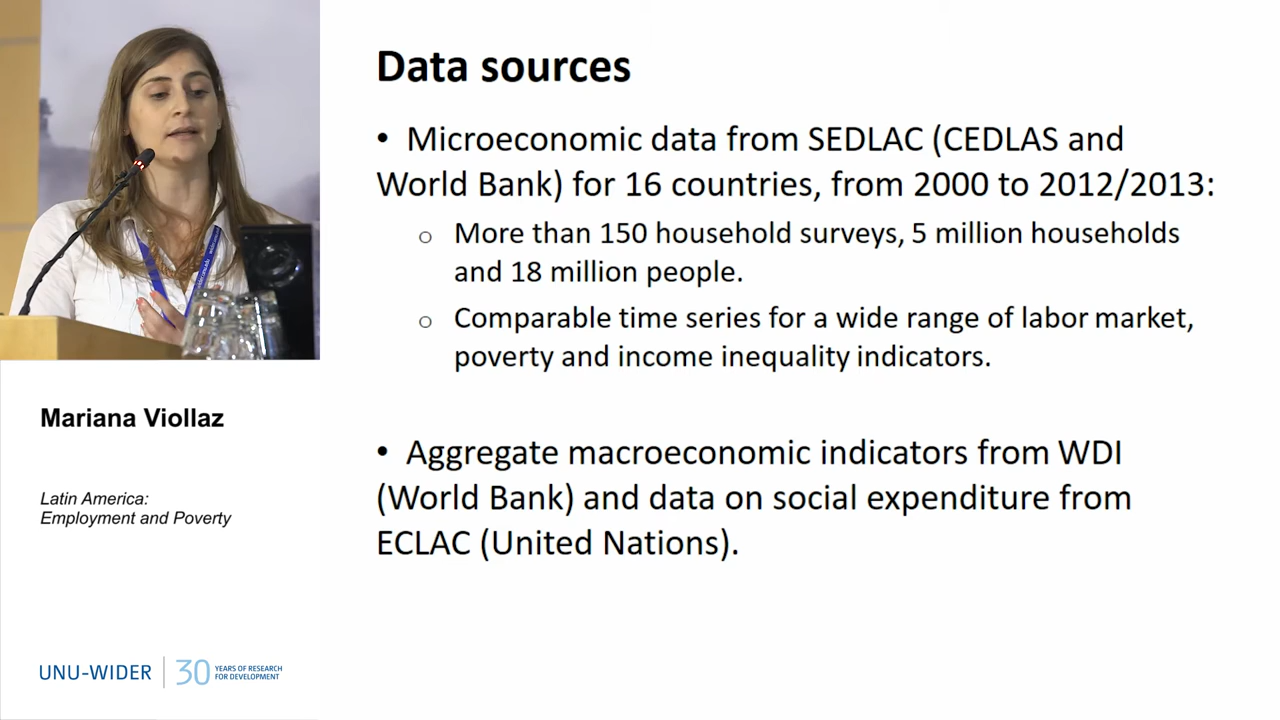 Data sources
• Microeconomic data from SEDLAC (CEDLAS and
World Bank) for 16 countries, from 2000 to 2012/2013:
o More than 150 household surveys, 5 million households
and 18 million people.
o Comparable time series for a wide range of labor market,
poverty and income inequality indicators.
• Aggregate macroeconomic indicators from WDI
(World Bank) and data on social expenditure from
ECLAC (United Nations).
Mariana Viollaz
Latin America:
Employment and Poverty
UNU-WIDER
30 YEARS OF RESEARCH
FOR DEVELOPMENT